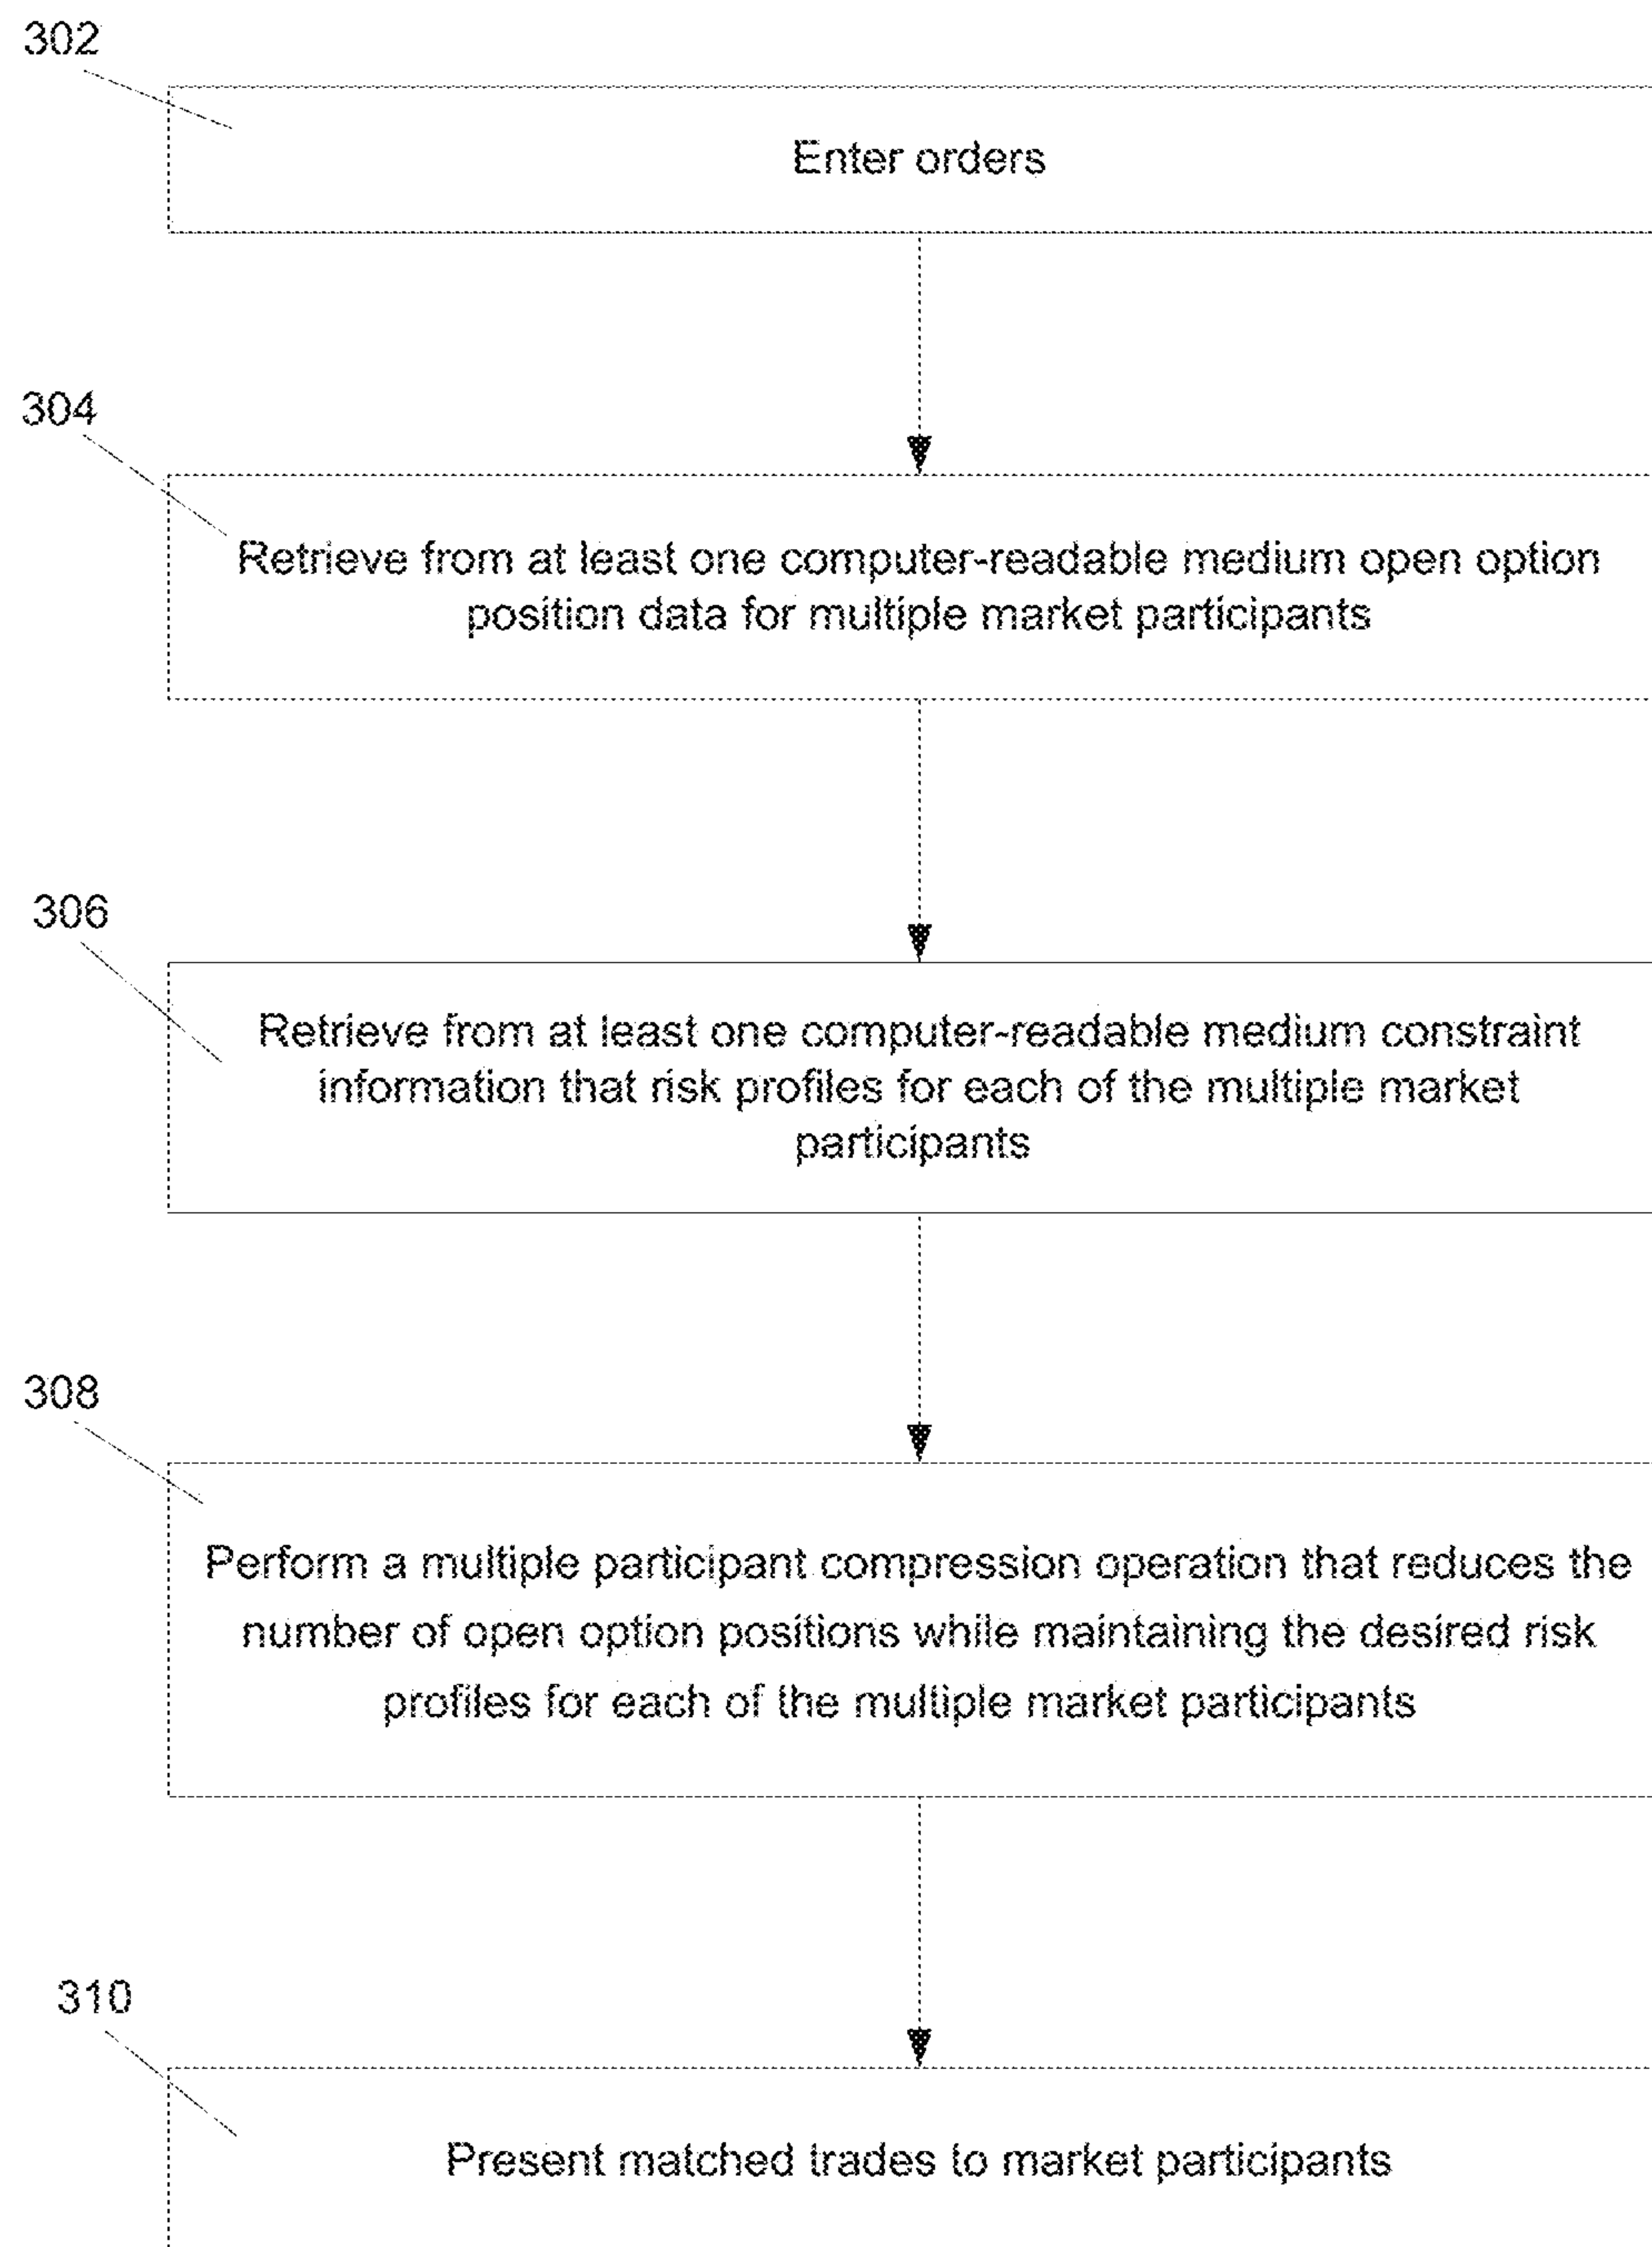 302
Enter orders
304
Retrieve from at least one computer-readable medium open option
position data for multiple market participants
306
Retrieve from at least one computer-readable medium constraint
information that risk profiles for each of the multiple market
participants
308
Perform a multiple participant compression operation that reduces the
number of open option positions while maintaining the desired risk
profiles for each of the multiple market participants
310
Present matched trades to market participants